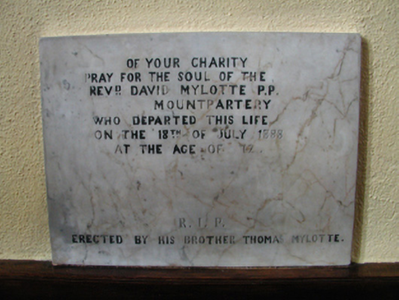 OF YOUR CHARITY
PRAY FOR THE SOUL OF THE
REVD DAVID MYLOTTE P.P.
MOUNTPARTERY
WHO DEPARTED THIS LIFE
ON THE 18TH OF JULY 1888
AT THE AGE OF
R.I.P.
ERECTED BY HIS BROTHER THOMAS MYLOTTE.